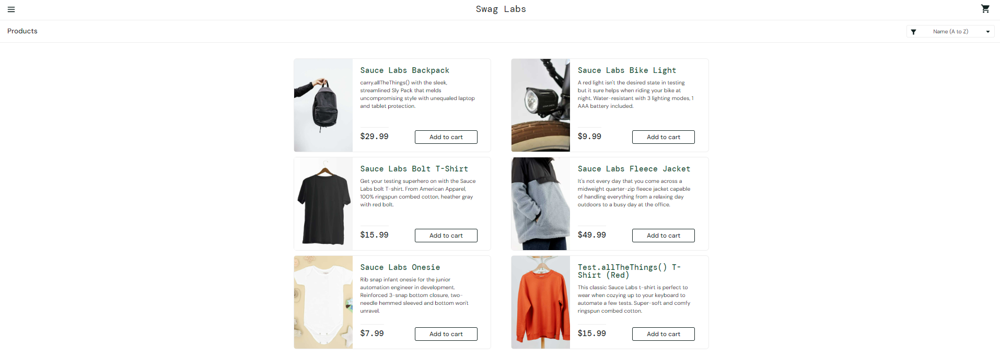 Swag Labs
Products
Name (A to Z)
Sauce Labs Backpack
carry.allTheThings() with the sleek,
streamlined Sly Pack that melds
uncompromising style with unequaled laptop
and tablet protection.
$29.99
Add to cart
Sauce Labs Bike Light
A red light isn't the desired state in testing
but it sure helps when riding your bike at
night. Water-resistant with 3 lighting modes, 1
AAA battery included.
$9.99
Add to cart
Sauce Labs Bolt T-Shirt
Get your testing superhero on with the Sauce
Labs bolt T-shirt. From American Apparel,
100% ringspun combed cotton, heather gray
with red bolt.
$15.99
Add to cart
Sauce Labs Fleece Jacket
It's not every day that you come across a
midweight quarter-zip fleece jacket capable
of handling everything from a relaxing day
outdoors to a busy day at the office.
$49.99
Add to cart
Sauce Labs Onesie
Rib snap infant onesie for the junior
automation engineer in development.
Reinforced 3-snap bottom closure, two-
needle hemmed sleeved and bottom won't
unravel.
$7.99
Add to cart
Test.allTheThings() T-
Shirt (Red)
This classic Sauce Labs t-shirt is perfect to
wear when cozying up to your keyboard to
automate a few tests. Super-soft and comfy
ringspun combed cotton.
$15.99
Add to cart